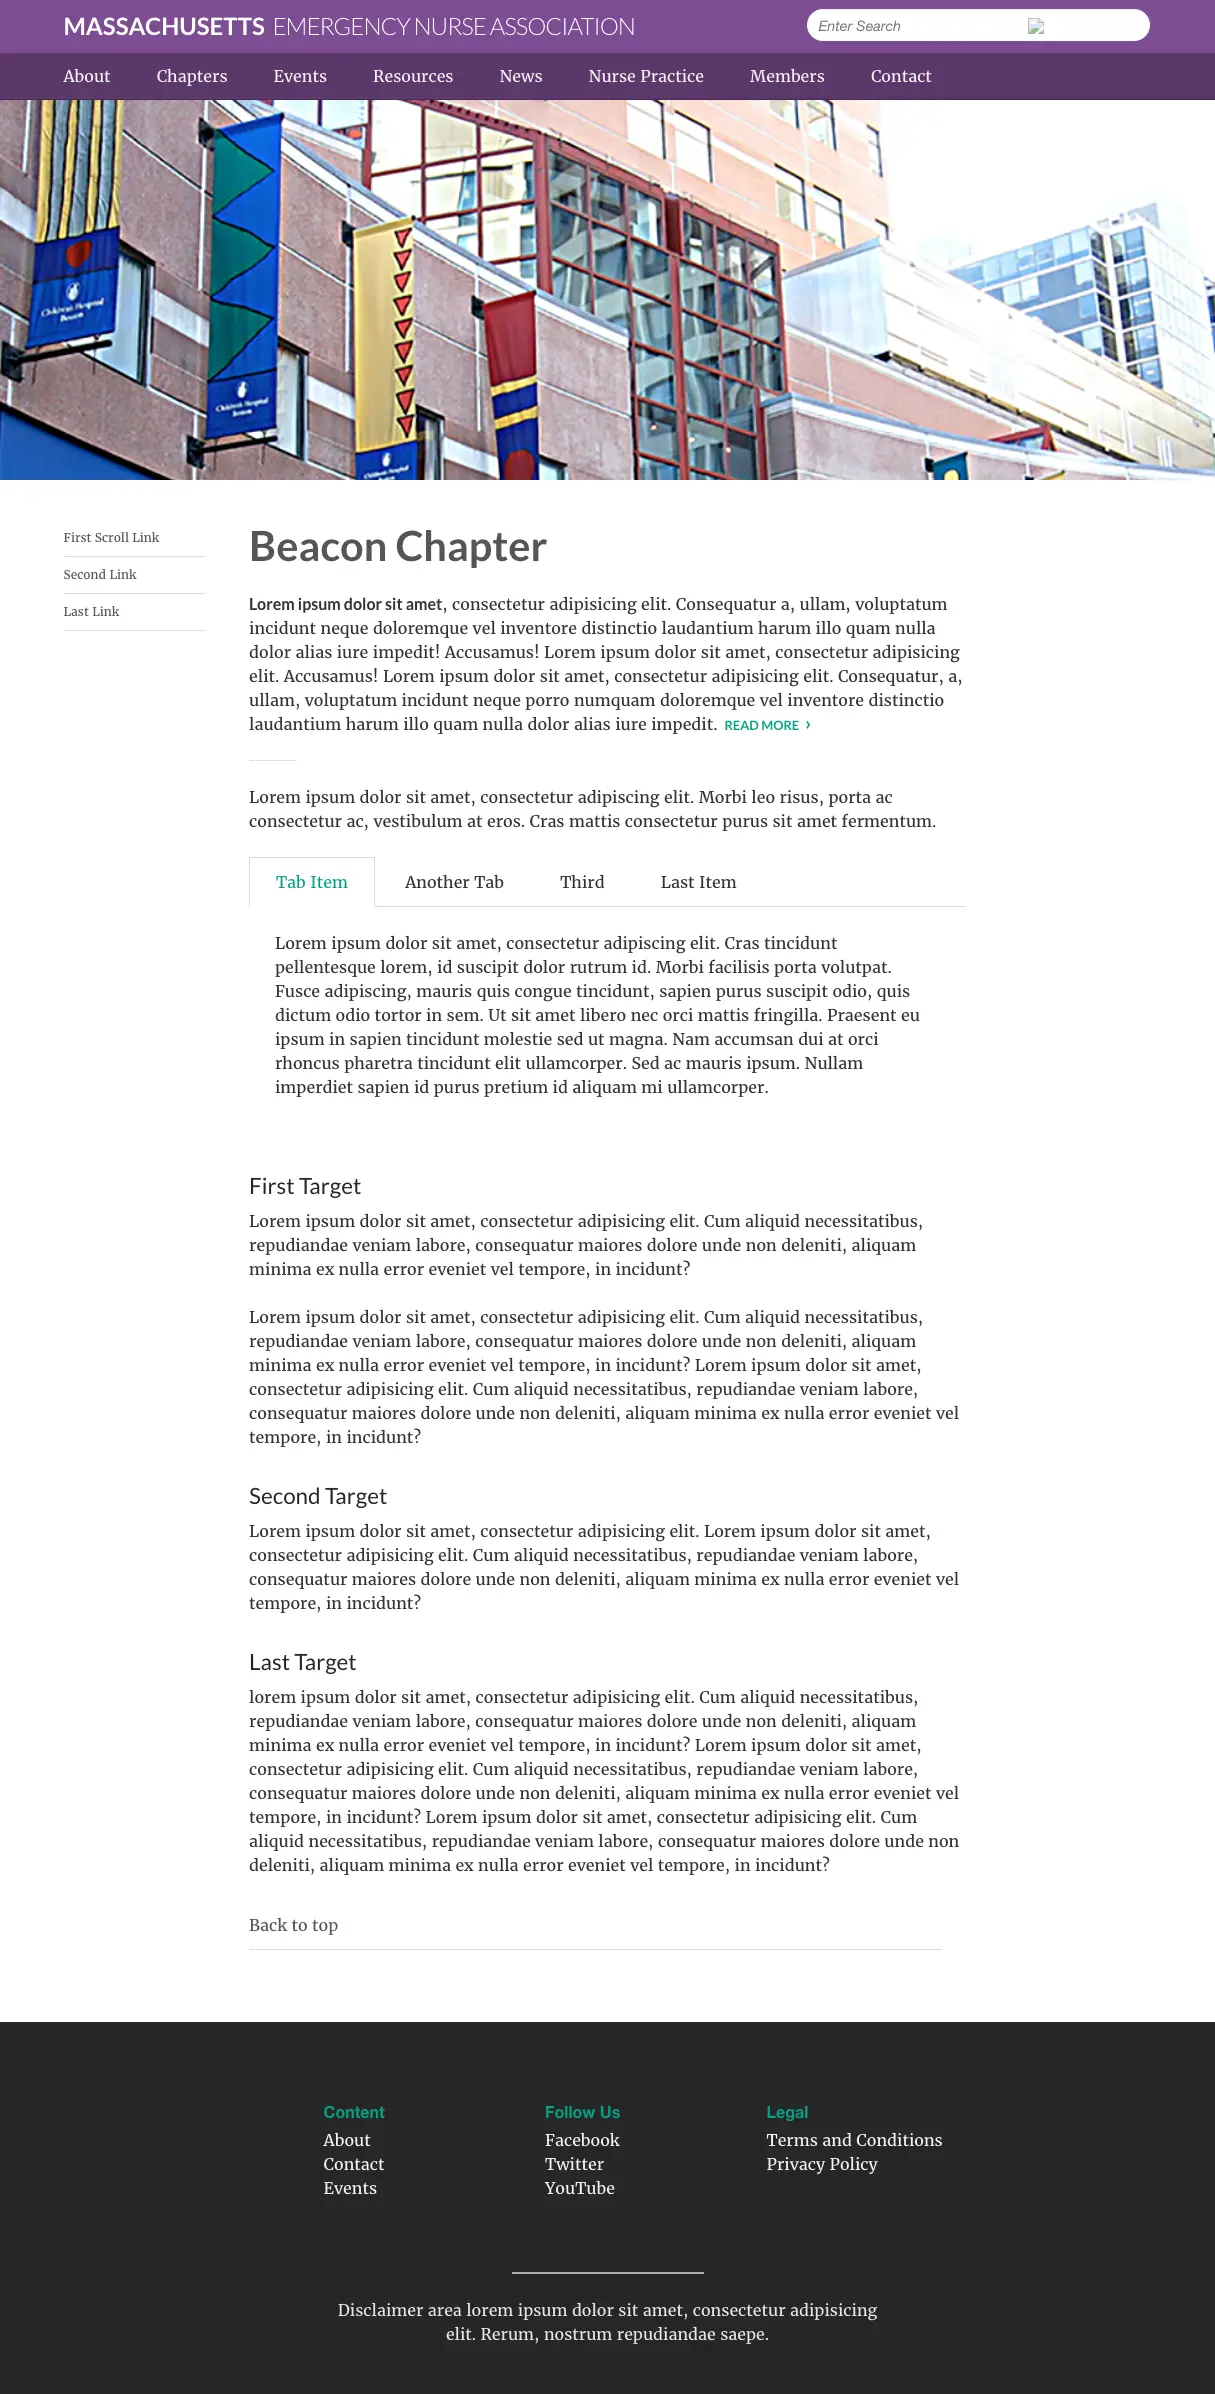 MASSACHUSETTS EMERGENCY NURSE ASSOCIATION
Enter Search
About Chapters Events Resources News Nurse Practice Members Contact
Children's Hospital
Boston
Children's Hospital
Boston
Children's Hospital
First Scroll Link
Second Link
Last Link
Beacon Chapter
Lorem ipsum dolor sit amet, consectetur adipisicing elit. Consequatur a, ullam, voluptatum
incidunt neque doloremque vel inventore distinctio laudantium harum illo quam nulla
dolor alias iure impedit! Accusamus! Lorem ipsum dolor sit amet, consectetur adipisicing
elit. Accusamus! Lorem ipsum dolor sit amet, consectetur adipisicing elit. Consequatur, a,
ullam, voluptatum incidunt neque porro numquam doloremque vel inventore distinctio
laudantium harum illo quam nulla dolor alias iure impedit. READ MORE ›
Lorem ipsum dolor sit amet, consectetur adipiscing elit. Morbi leo risus, porta ac
consectetur ac, vestibulum at eros. Cras mattis consectetur purus sit amet fermentum.
Tab Item Another Tab Third Last Item
Lorem ipsum dolor sit amet, consectetur adipiscing elit. Cras tincidunt
pellentesque lorem, id suscipit dolor rutrum id. Morbi facilisis porta volutpat.
Fusce adipiscing, mauris quis congue tincidunt, sapien purus suscipit odio, quis
dictum odio tortor in sem. Ut sit amet libero nec orci mattis fringilla. Praesent eu
ipsum in sapien tincidunt molestie sed ut magna. Nam accumsan dui at orci
rhoncus pharetra tincidunt elit ullamcorper. Sed ac mauris ipsum. Nullam
imperdiet sapien id purus pretium id aliquam mi ullamcorper.
First Target
Lorem ipsum dolor sit amet, consectetur adipisicing elit. Cum aliquid necessitatibus,
repudiandae veniam labore, consequatur maiores dolore unde non deleniti, aliquam
minima ex nulla error eveniet vel tempore, in incidunt?
Lorem ipsum dolor sit amet, consectetur adipisicing elit. Cum aliquid necessitatibus,
repudiandae veniam labore, consequatur maiores dolore unde non deleniti, aliquam
minima ex nulla error eveniet vel tempore, in incidunt? Lorem ipsum dolor sit amet,
consectetur adipisicing elit. Cum aliquid necessitatibus, repudiandae veniam labore,
consequatur maiores dolore unde non deleniti, aliquam minima ex nulla error eveniet vel
tempore, in incidunt?
Second Target
Lorem ipsum dolor sit amet, consectetur adipisicing elit. Lorem ipsum dolor sit amet,
consectetur adipisicing elit. Cum aliquid necessitatibus, repudiandae veniam labore,
consequatur maiores dolore unde non deleniti, aliquam minima ex nulla error eveniet vel
tempore, in incidunt?
Last Target
lorem ipsum dolor sit amet, consectetur adipisicing elit. Cum aliquid necessitatibus,
repudiandae veniam labore, consequatur maiores dolore unde non deleniti, aliquam
minima ex nulla error eveniet vel tempore, in incidunt? Lorem ipsum dolor sit amet,
consectetur adipisicing elit. Cum aliquid necessitatibus, repudiandae veniam labore,
consequatur maiores dolore unde non deleniti, aliquam minima ex nulla error eveniet vel
tempore, in incidunt? Lorem ipsum dolor sit amet, consectetur adipisicing elit. Cum
aliquid necessitatibus, repudiandae veniam labore, consequatur maiores dolore unde non
deleniti, aliquam minima ex nulla error eveniet vel tempore, in incidunt?
Back to top
Content
About
Contact
Events
Follow Us
Facebook
Twitter
YouTube
Legal
Terms and Conditions
Privacy Policy
Disclaimer area lorem ipsum dolor sit amet, consectetur adipisicing
elit. Rerum, nostrum repudiandae saepe.